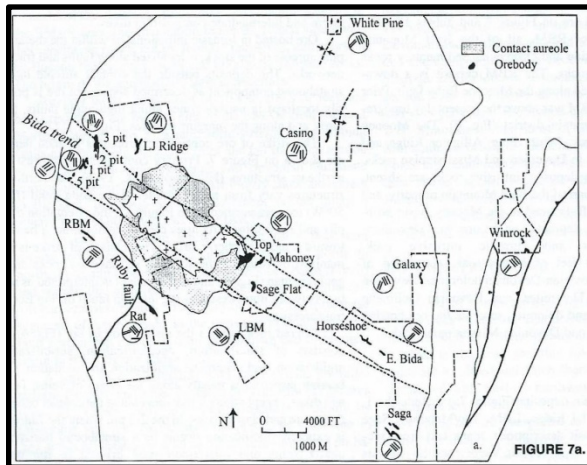 White Pine
Contact aureole
Orebody
Bida trend
3 pit
LJ Ridge
Casino
2 pit
1 pit
5 pit
RBM
Winrock
Top
Mahoney
Ruby fault
Galaxy
Sage Flat
Rat
Horseshoe
LBM
E. Bida
Saga
N
0 4000 FT
1000 M
a.
FIGURE 7a